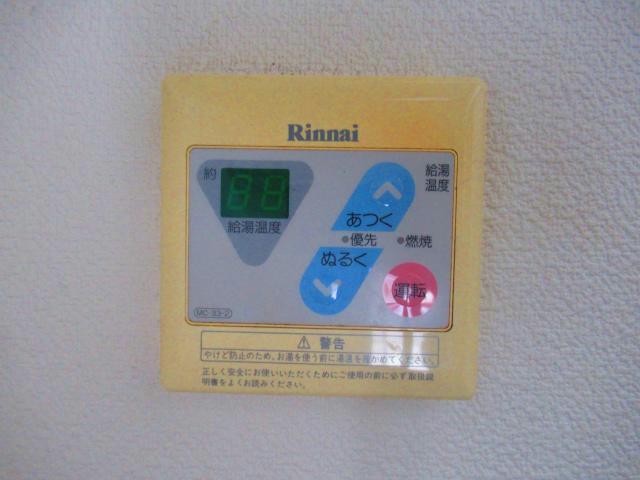 Rinnai
約
88
給湯温度
給湯
温度
あつく
優先
燃焼
ぬるく
運転
MC-33-2
⚠ 警告
やけど防止のため、お湯を使う前に湯温を確かめてください。
正しく安全にお使いいただくためにご使用の前に必ず取扱説
明書をよくお読みください。